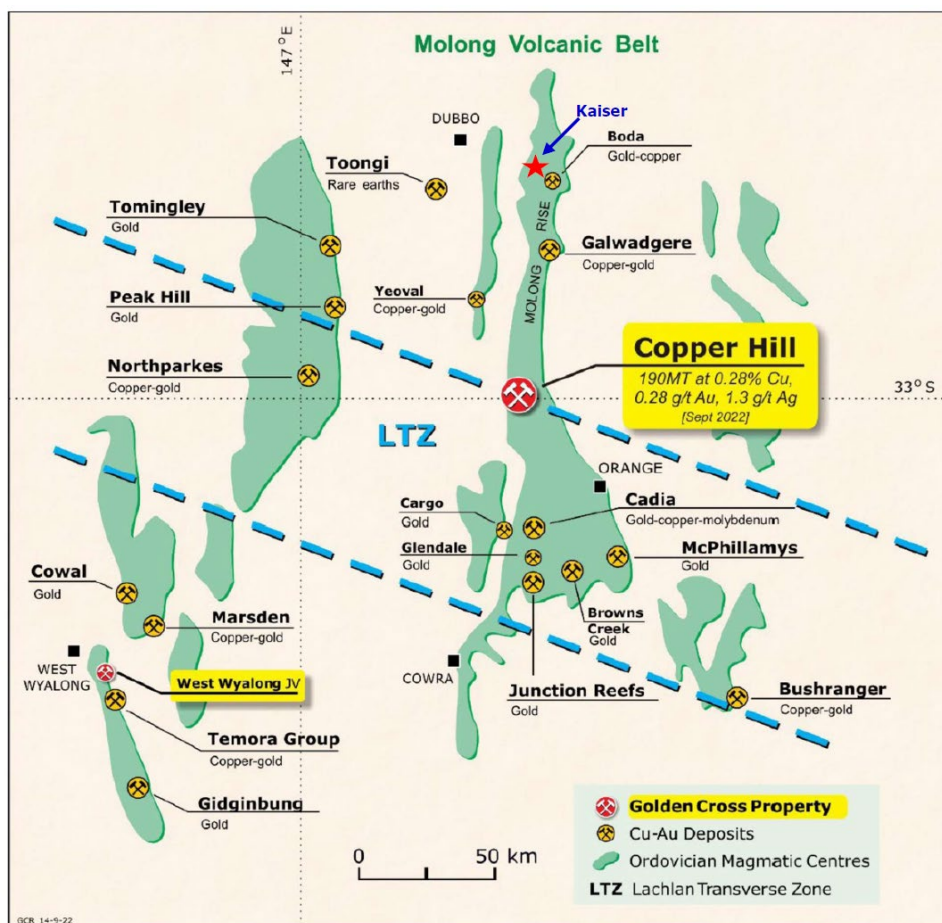 Molong Volcanic Belt
147°E
Kaiser
DUBBO
Boda
Gold-copper
Toongi
Rare earths
Tomingley
Gold
MOLONG RISE
Galwadgere
Copper-gold
Peak Hill
Gold
Yeoval
Copper-gold
Copper Hill
190MT at 0.28% Cu,
0.28 g/t Au, 1.3 g/t Ag
[Sept 2022]
Northparkes
Copper-gold
33°S
LTZ
ORANGE
Cargo
Gold
Cadia
Gold-copper-molybdenum
Glendale
Gold
McPhillamys
Gold
Cowal
Gold
Browns
Creek
Gold
Marsden
Copper-gold
WEST
WYALONG
West Wyalong JV
COWRA
Junction Reefs
Gold
Bushranger
Copper-gold
Temora Group
Copper-gold
Gidginbung
Gold
0 50 km
Golden Cross Property
Cu-Au Deposits
Ordovician Magmatic Centres
LTZ Lachlan Transverse Zone
GCR 14-9-22